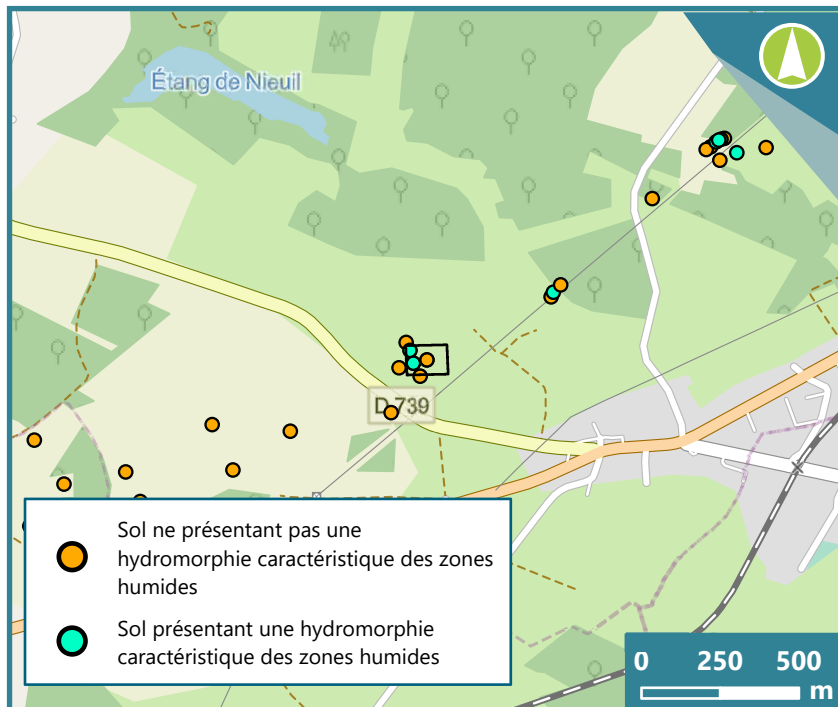 Étang de Nieuil
D 739
Sol ne présentant pas une
hydromorphie caractéristique des zones
humides
Sol présentant une hydromorphie
caractéristique des zones humides
0 250 500
m